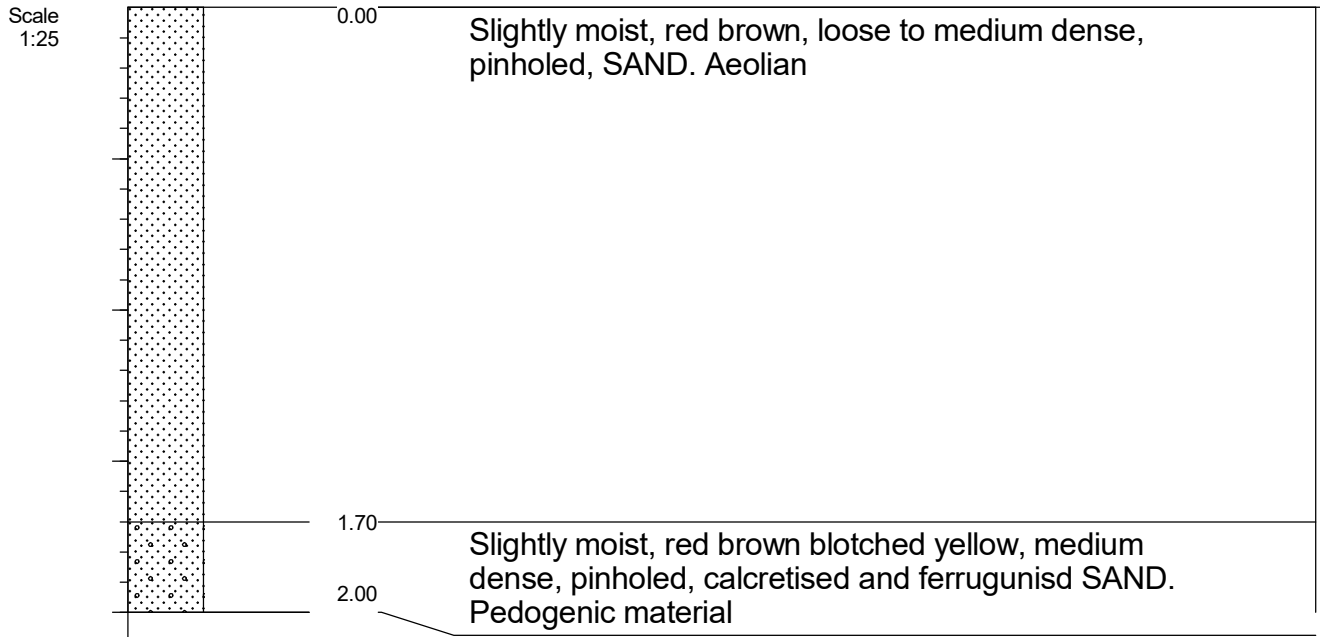 Scale
1:25
0.00
Slightly moist, red brown, loose to medium dense,
pinholed, SAND. Aeolian
1.70
Slightly moist, red brown blotched yellow, medium
dense, pinholed, calcretised and ferrugunisd SAND.
2.00
Pedogenic material